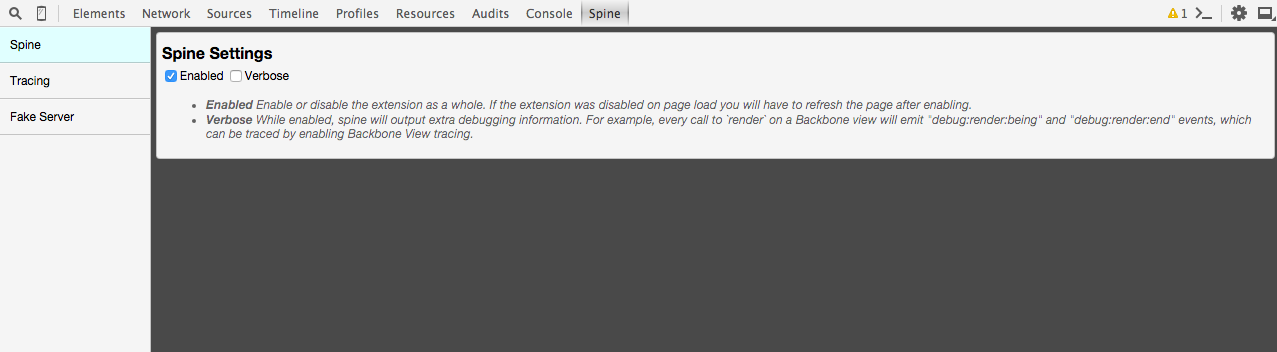 Elements Network Sources Timeline Profiles Resources Audits Console Spine 1
Spine
Tracing
Fake Server
Spine Settings
Enabled Verbose
• Enabled Enable or disable the extension as a whole. If the extension was disabled on page load you will have to refresh the page after enabling.
• Verbose While enabled, spine will output extra debugging information. For example, every call to `render` on a Backbone view will emit "debug:render:being" and "debug:render:end" events, which
can be traced by enabling Backbone View tracing.